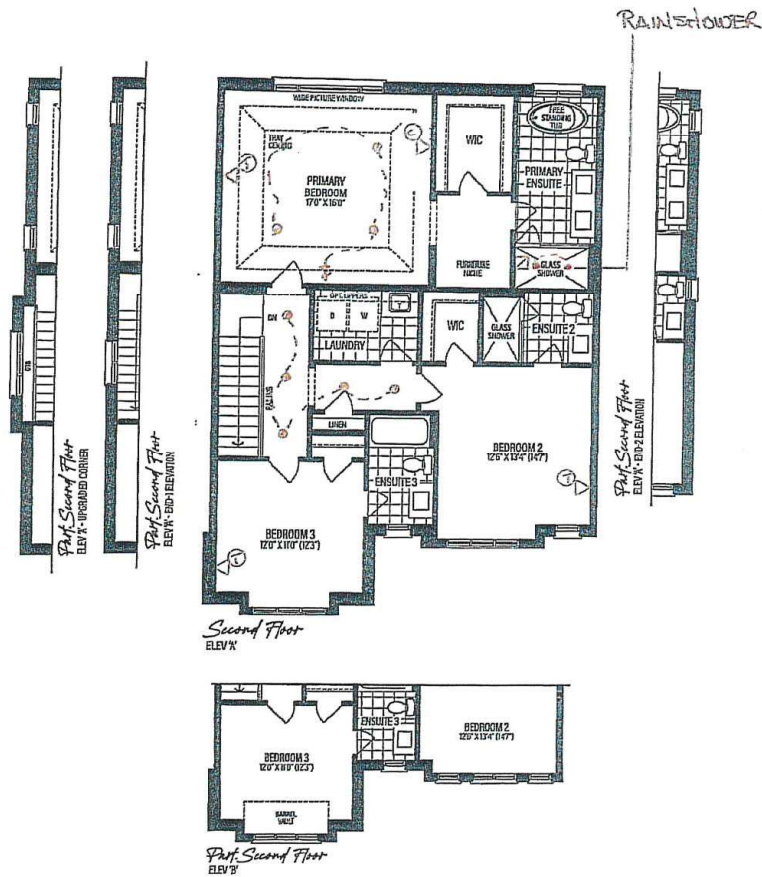 RAINSHOWER
WIDE PICTURE WINDOW
TRAY
CEILING
PRIMARY
BEDROOM
17'0" X 16'0"
WIC
FREE
STANDING
TUB
PRIMARY
ENSUITE
FURNITURE
NICHE
GLASS
SHOWER
DN
RAILING
OPT. UPPERS
D
W
LAUNDRY
WIC
GLASS
SHOWER
ENSUITE 2
LINEN
ENSUITE 3
BEDROOM 2
12'6" X 13'4" (14'7")
BEDROOM 3
12'0" X 11'0" (12'3")
Second Floor
ELEV 'A'
Part. Second Floor
ELEV 'A' - UPGRADED CORNER
Part. Second Floor
ELEV 'A' - END-1 ELEVATION
Part. Second Floor
ELEV 'A' - END-2 ELEVATION
BEDROOM 3
12'0" X 11'0" (12'3")
BARREL
VAULT
ENSUITE 3
BEDROOM 2
12'6" X 13'4" (14'7")
Part. Second Floor
ELEV 'B'